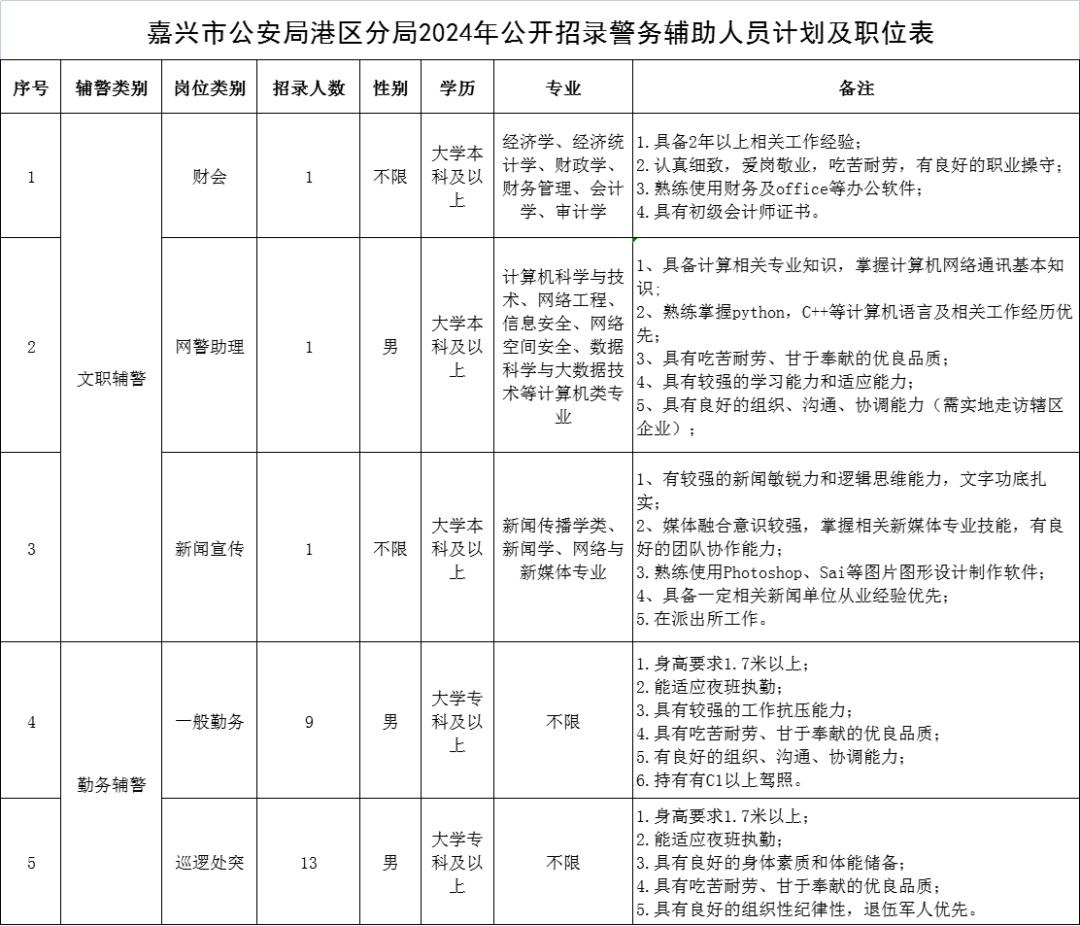 嘉兴市公安局港区分局2024年公开招录警务辅助人员计划及职位表
序号
辅警类别
岗位类别
招录人数
性别
学历
专业
备注
1
文职辅警
财会
1
不限
大学本
科及以
上
经济学、经济统
计学、财政学、
财务管理、会计
学、审计学
1.具备2年以上相关工作经验；
2.认真细致，爱岗敬业，吃苦耐劳，有良好的职业操守；
3.熟练使用财务及office等办公软件；
4.具有初级会计师证书。
2
网警助理
1
男
大学本
科及以
上
计算机科学与技
术、网络工程、
信息安全、网络
空间安全、数据
科学与大数据技
术等计算机类专
业
1、具备计算相关专业知识，掌握计算机网络通讯基本知
识；
2、熟练掌握python，C++等计算机语言及相关工作经历优
先；
3、具有吃苦耐劳、甘于奉献的优良品质；
4、具有较强的学习能力和适应能力；
5、具有良好的组织、沟通、协调能力（需实地走访辖区
企业）；
3
新闻宣传
1
不限
大学本
科及以
上
新闻传播学类、
新闻学、网络与
新媒体专业
1、有较强的新闻敏锐力和逻辑思维能力，文字功底扎
实；
2、媒体融合意识较强，掌握相关新媒体专业技能，有良
好的团队协作能力；
3.熟练使用Photoshop、Sai等图片图形设计制作软件；
4、具备一定相关新闻单位从业经验优先；
5.在派出所工作。
4
勤务辅警
一般勤务
9
男
大学专
科及以
上
不限
1.身高要求1.7米以上；
2.能适应夜班执勤；
3.具有较强的工作抗压能力；
4.具有吃苦耐劳、甘于奉献的优良品质；
5.有良好的组织、沟通、协调能力；
6.持有有C1以上驾照。
5
巡逻处突
13
男
大学专
科及以
上
不限
1.身高要求1.7米以上；
2.能适应夜班执勤；
3.具有良好的身体素质和体能储备；
4.具有吃苦耐劳、甘于奉献的优良品质；
5.具有良好的组织性纪律性，退伍军人优先。